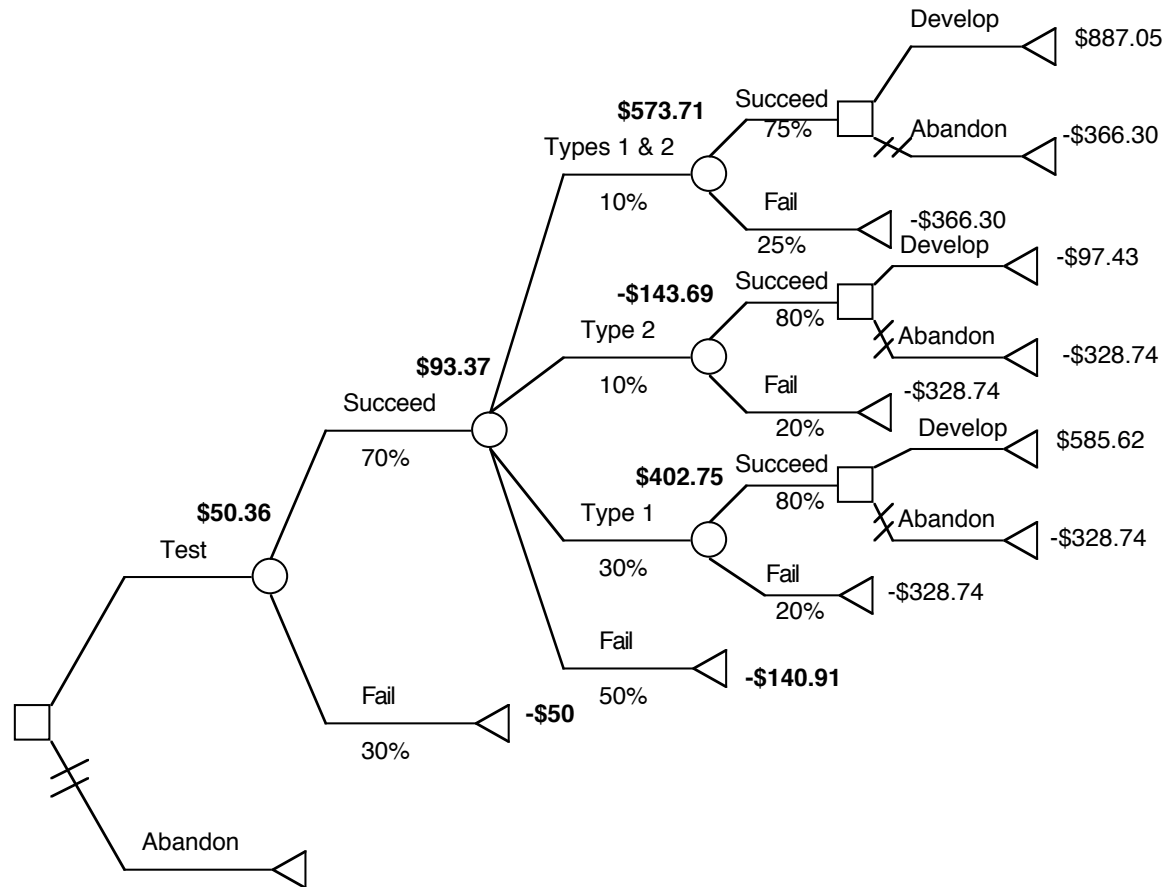 Develop
$887.05
$573.71
Succeed
75%
Abandon
-$366.30
Types 1 & 2
10%
Fail
25%
-$366.30
Develop
-$97.43
-$143.69
Succeed
80%
Type 2
10%
Abandon
-$328.74
$93.37
Fail
20%
-$328.74
Succeed
70%
Develop
$585.62
$402.75
Succeed
80%
Type 1
30%
Abandon
-$328.74
$50.36
Test
Fail
20%
-$328.74
Fail
50%
-$140.91
Fail
30%
-$50
Abandon